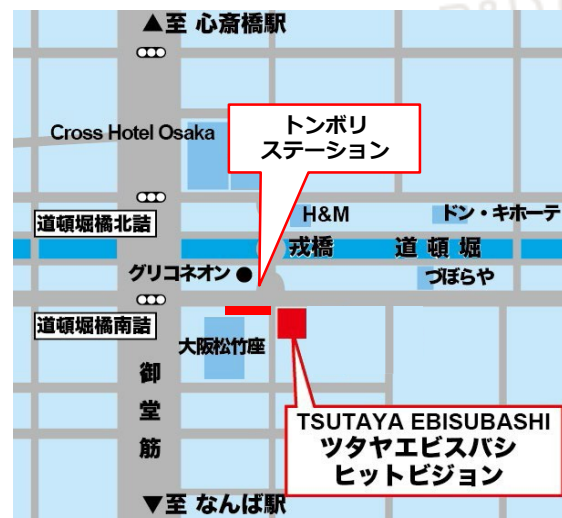 ▲至 心斎橋駅
Cross Hotel Osaka
トンボリ
ステーション
道頓堀橋北詰
H&M
ドン・キホーテ
戎橋
道頓堀
グリコネオン
づぼらや
道頓堀橋南詰
大阪松竹座
御
堂
筋
TSUTAYA EBISUBASHI
ツタヤエビスバシ
ヒットビジョン
▼至 なんば駅